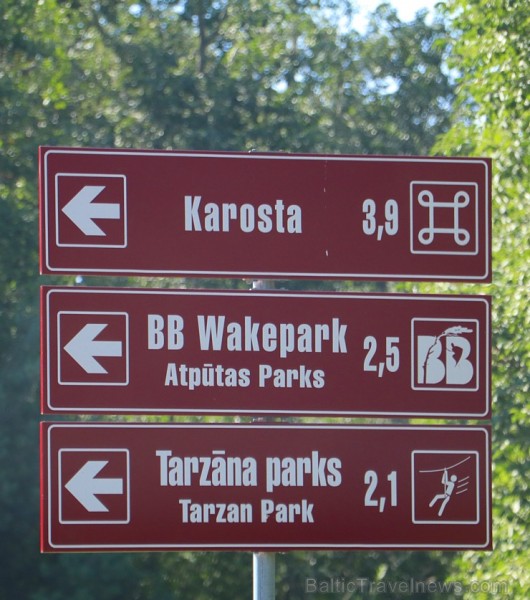 Karosta 3,9
BB Wakepark 2,5 BB
Atpūtas Parks
Tarzāna parks 2,1
Tarzan Park
BalticTravelnews.com